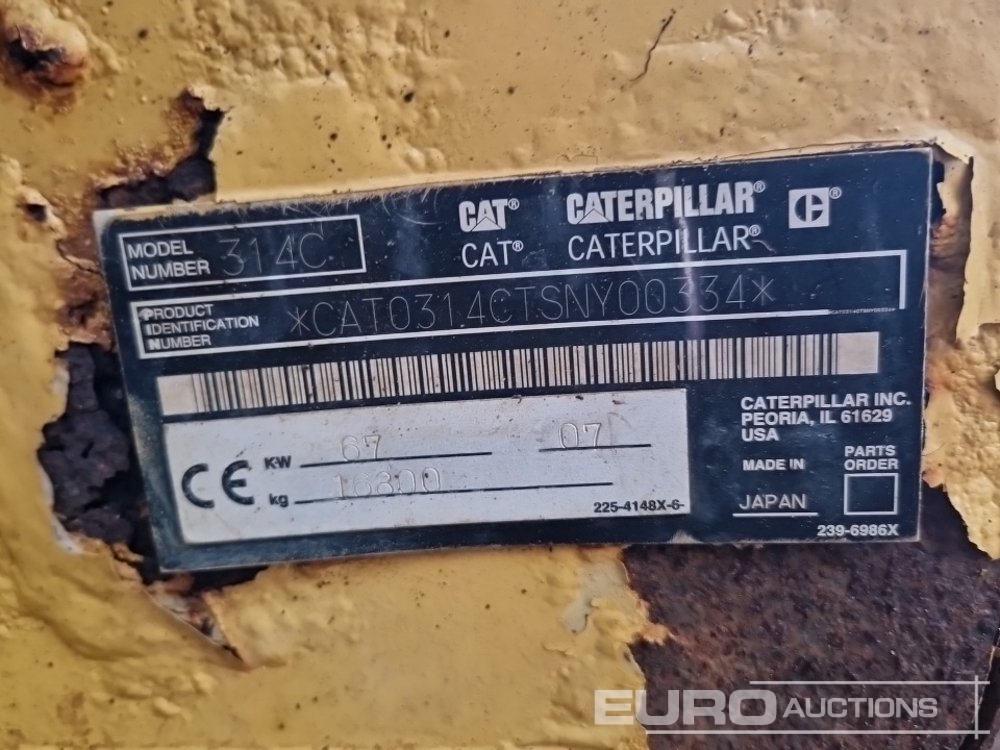 CAT® CATERPILLAR® C®
CAT® CATERPILLAR®
MODEL NUMBER 314C
PRODUCT IDENTIFICATION NUMBER *CAT0314CTSNY00334*
*CAT0314CTSNY00334*
CATERPILLAR INC.
PEORIA, IL 61629
USA
CE KW 67 07
kg 16800
225-4148X-6-
MADE IN JAPAN
PARTS ORDER
239-6986X
EURO AUCTIONS